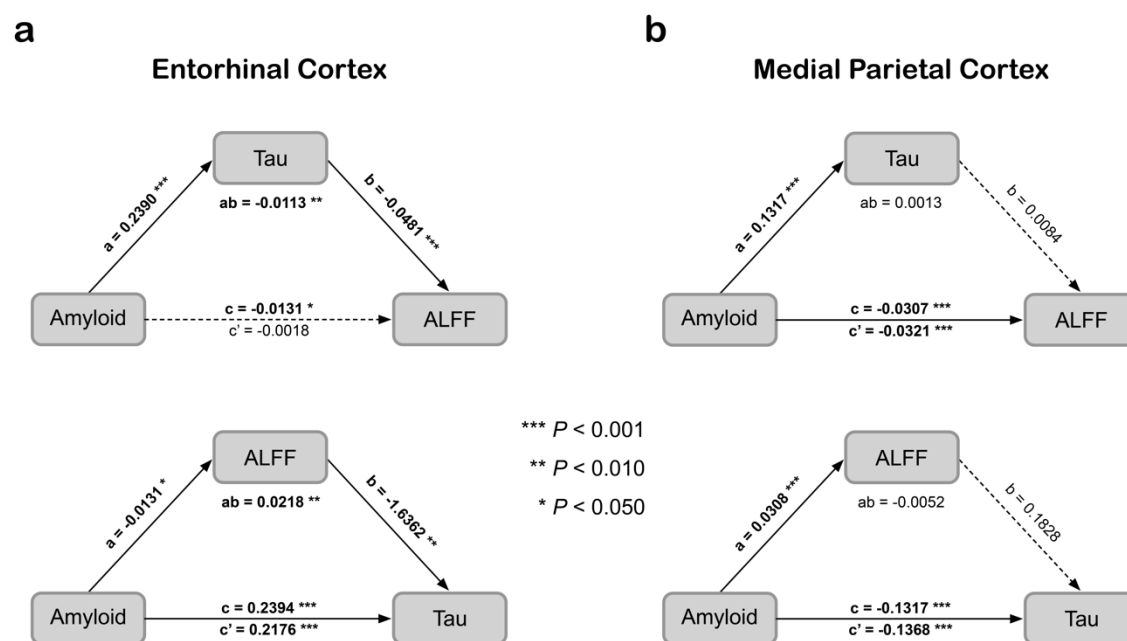 a
Entorhinal Cortex
Tau
a = 0.2390 ***
b = -0.0481 ***
ab = -0.0113 **
Amyloid
c = -0.0131 *
c' = -0.0018
ALFF
ALFF
a = -0.0131 *
b = -1.6362 **
ab = 0.0218 **
Amyloid
c = 0.2394 ***
c' = 0.2176 ***
Tau
*** P < 0.001
** P < 0.010
* P < 0.050
b
Medial Parietal Cortex
Tau
a = 0.1317 ***
b = 0.0084
ab = 0.0013
Amyloid
c = -0.0307 ***
c' = -0.0321 ***
ALFF
ALFF
a = 0.0308 ***
b = 0.1828
ab = -0.0052
Amyloid
c = -0.1317 ***
c' = -0.1368 ***
Tau